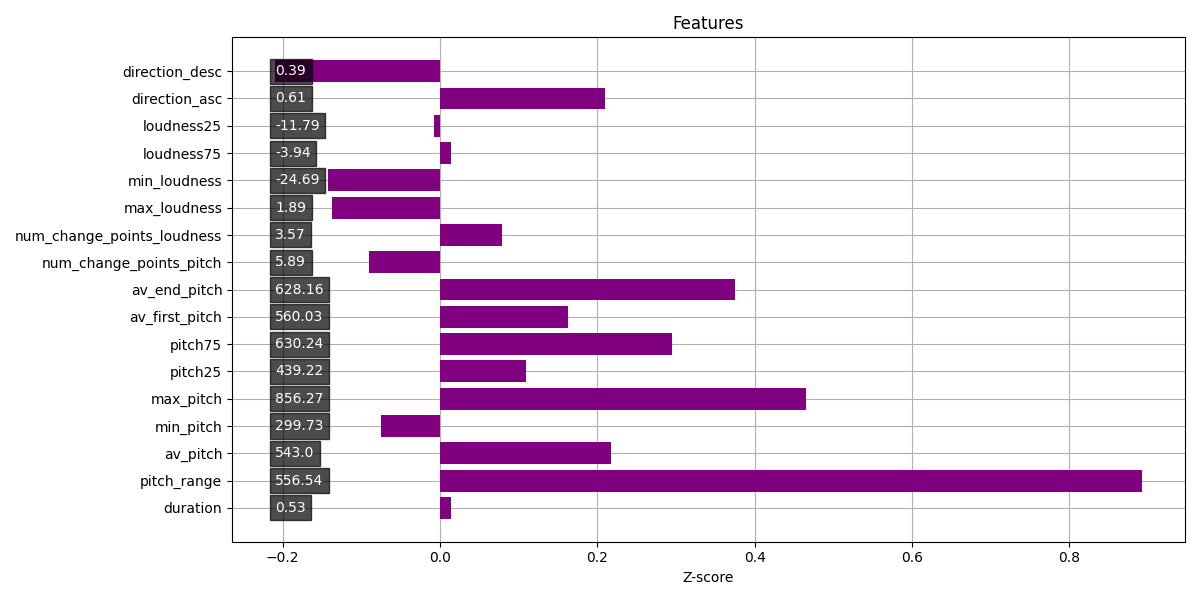 Features
direction_desc 0.39
direction_asc 0.61
loudness25 -11.79
loudness75 -3.94
min_loudness -24.69
max_loudness 1.89
num_change_points_loudness 3.57
num_change_points_pitch 5.89
av_end_pitch 628.16
av_first_pitch 560.03
pitch75 630.24
pitch25 439.22
max_pitch 856.27
min_pitch 299.73
av_pitch 543.0
pitch_range 556.54
duration 0.53
−0.2 0.0 0.2 0.4 0.6 0.8
Z-score